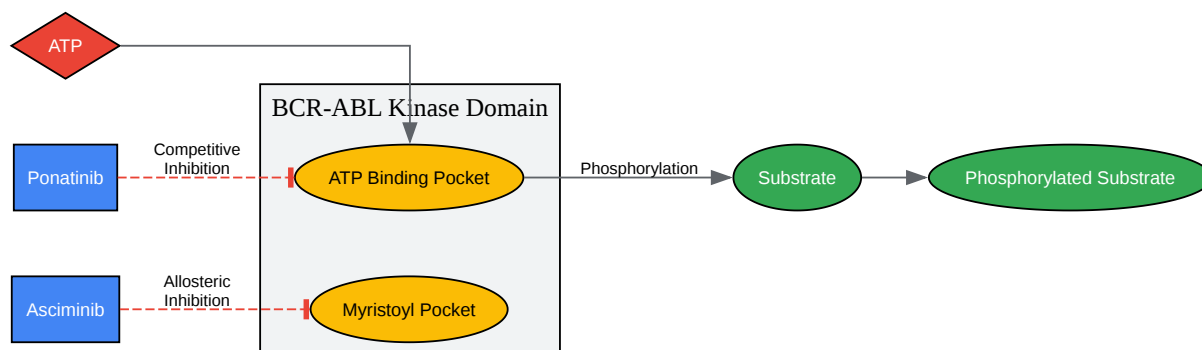 ATP
BCR-ABL Kinase Domain
Ponatinib
Competitive
Inhibition
ATP Binding Pocket
Phosphorylation
Substrate
Phosphorylated Substrate
Asciminib
Allosteric
Inhibition
Myristoyl Pocket